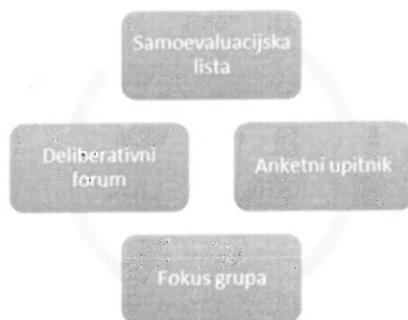 Samoevaluacijska
lista
Deliberativni
forum
Anketni upitnik
Fokus grupa